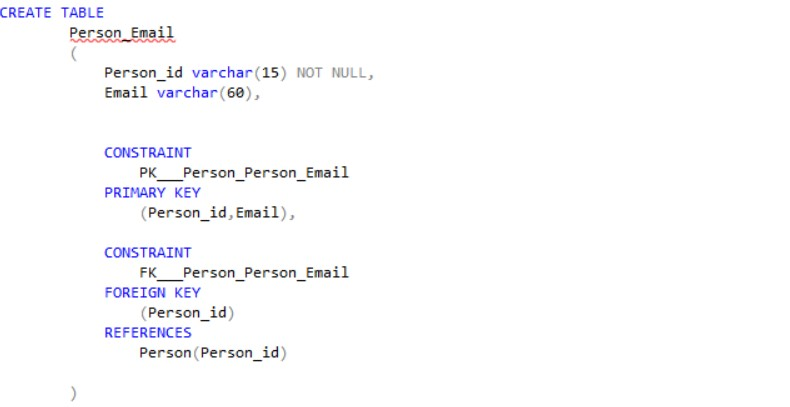 CREATE TABLE
Person_Email
(
Person_id varchar(15) NOT NULL,
Email varchar(60),
CONSTRAINT
PK___Person_Person_Email
PRIMARY KEY
(Person_id,Email),
CONSTRAINT
FK___Person_Person_Email
FOREIGN KEY
(Person_id)
REFERENCES
Person(Person_id)
)